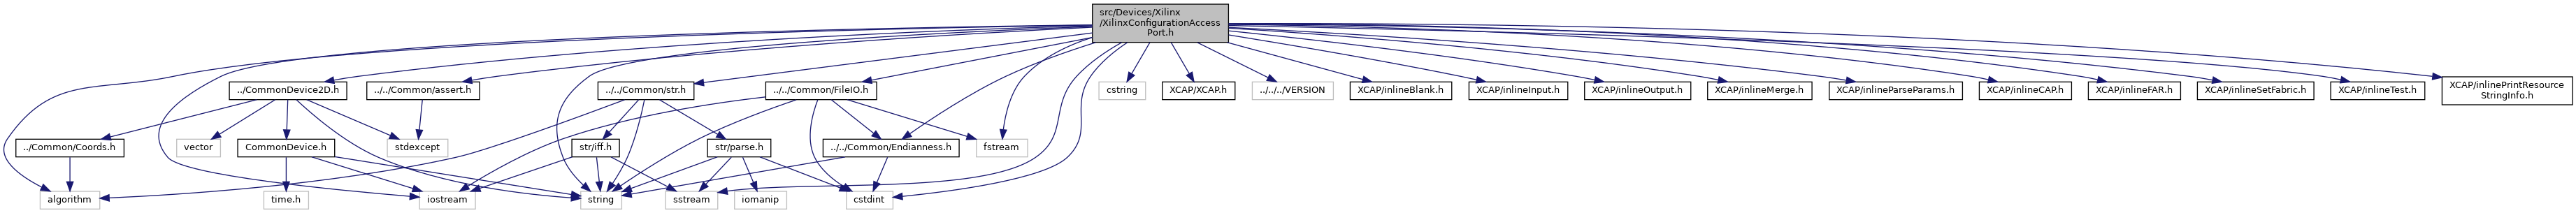 src/Devices/Xilinx
/XilinxConfigurationAccess
Port.h
../CommonDevice2D.h
../../Common/assert.h
../../Common/str.h
../../Common/FileIO.h
cstring
XCAP/XCAP.h
../../../VERSION
XCAP/inlineBlank.h
XCAP/inlineInput.h
XCAP/inlineOutput.h
XCAP/inlineMerge.h
XCAP/inlineParseParams.h
XCAP/inlineCAP.h
XCAP/inlineFAR.h
XCAP/inlineSetFabric.h
XCAP/inlineTest.h
XCAP/inlinePrintResource
StringInfo.h
../Common/Coords.h
vector
CommonDevice.h
stdexcept
str/iff.h
str/parse.h
../../Common/Endianness.h
fstream
algorithm
time.h
iostream
string
sstream
iomanip
cstdint